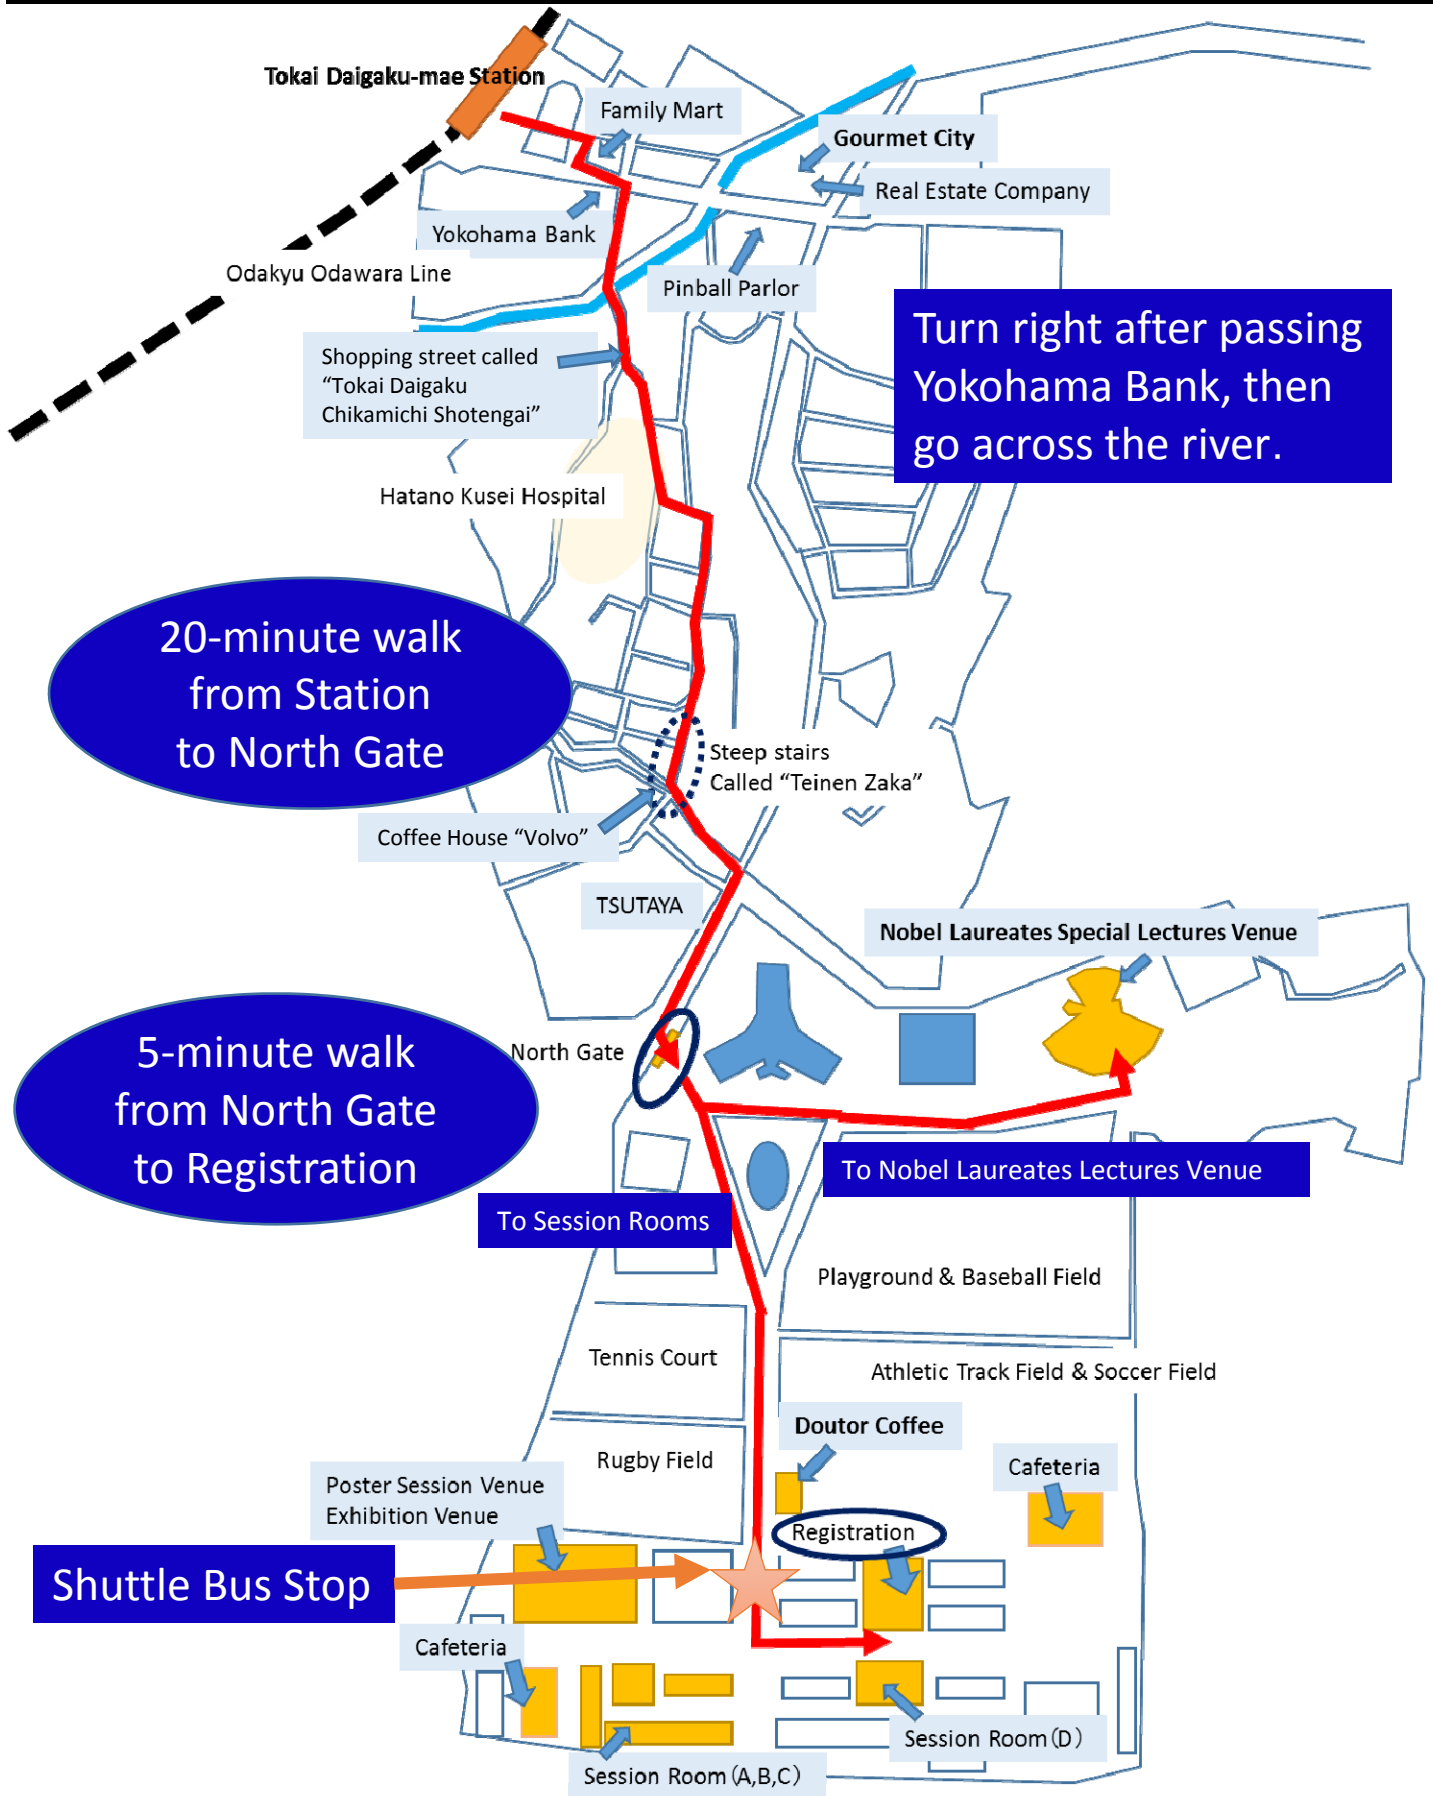 Tokai Daigaku-mae Station
Family Mart
Gourmet City
Real Estate Company
Yokohama Bank
Odakyu Odawara Line
Pinball Parlor
Turn right after passing
Yokohama Bank, then
go across the river.
Shopping street called
“Tokai Daigaku
Chikamichi Shotengai”
Hatano Kusei Hospital
20-minute walk
from Station
to North Gate
Steep stairs
Called “Teinen Zaka”
Coffee House “Volvo”
TSUTAYA
Nobel Laureates Special Lectures Venue
5-minute walk
from North Gate
to Registration
North Gate
To Nobel Laureates Lectures Venue
To Session Rooms
Playground & Baseball Field
Tennis Court
Athletic Track Field & Soccer Field
Doutor Coffee
Rugby Field
Cafeteria
Poster Session Venue
Exhibition Venue
Registration
Shuttle Bus Stop
Cafeteria
Session Room(D)
Session Room(A,B,C)